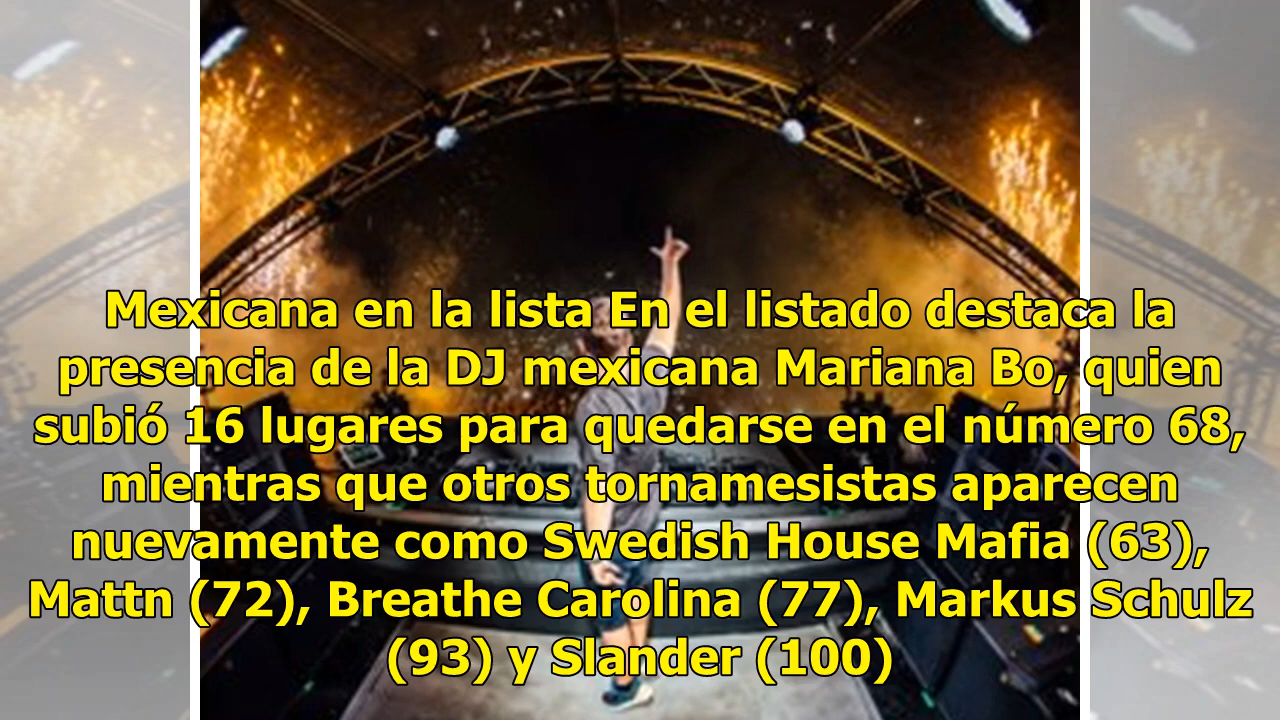 Mexicana en la lista En el listado destaca la
presencia de la DJ mexicana Mariana Bo, quien
subió 16 lugares para quedarse en el número 68,
mientras que otros tornamesistas aparecen
nuevamente como Swedish House Mafia (63),
Mattn (72), Breathe Carolina (77), Markus Schulz
(93) y Slander (100)